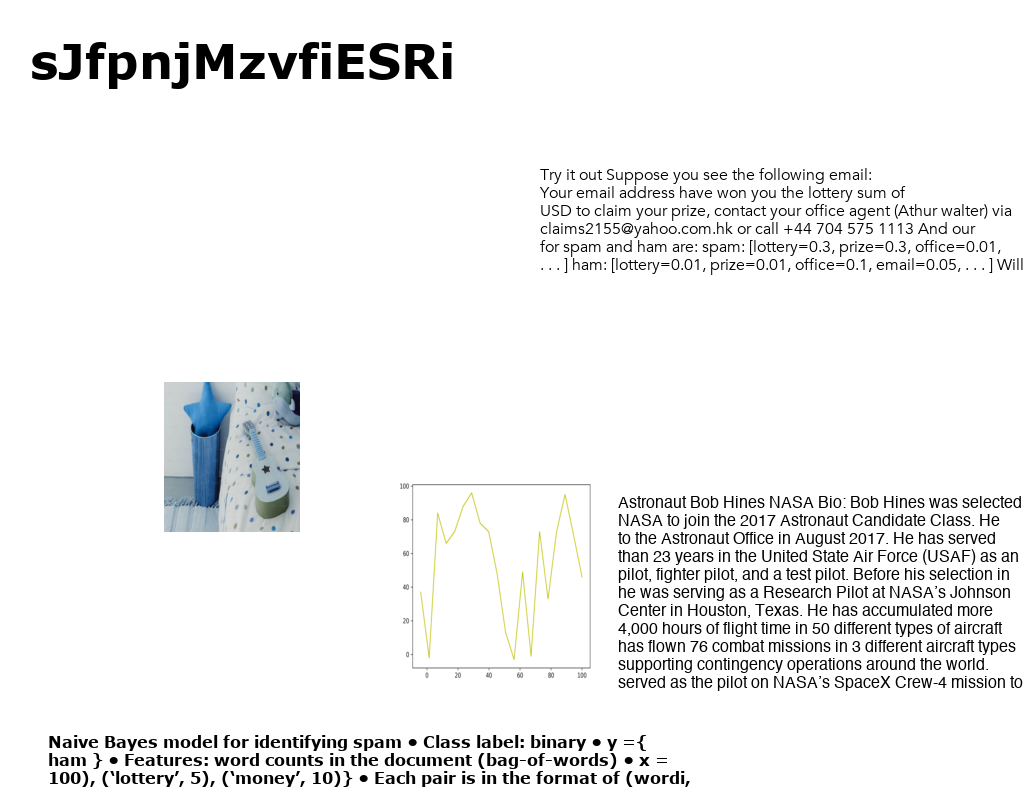 sJfpnjMzvfiESRi
Try it out Suppose you see the following email:
Your email address have won you the lottery sum of
USD to claim your prize, contact your office agent (Athur walter) via
claims2155@yahoo.com.hk or call +44 704 575 1113 And our
for spam and ham are: spam: [lottery=0.3, prize=0.3, office=0.01,
. . . ] ham: [lottery=0.01, prize=0.01, office=0.1, email=0.05, . . . ] Will
100
80
60
40
20
0
0 20 40 60 80 100
Astronaut Bob Hines NASA Bio: Bob Hines was selected
NASA to join the 2017 Astronaut Candidate Class. He
to the Astronaut Office in August 2017. He has served
than 23 years in the United State Air Force (USAF) as an
pilot, fighter pilot, and a test pilot. Before his selection in
he was serving as a Research Pilot at NASA's Johnson
Center in Houston, Texas. He has accumulated more
4,000 hours of flight time in 50 different types of aircraft
has flown 76 combat missions in 3 different aircraft types
supporting contingency operations around the world.
served as the pilot on NASA's SpaceX Crew-4 mission to
Naive Bayes model for identifying spam • Class label: binary • y ={
ham } • Features: word counts in the document (bag-of-words) • x =
100), (‘lottery’, 5), (‘money’, 10)} • Each pair is in the format of (wordi,